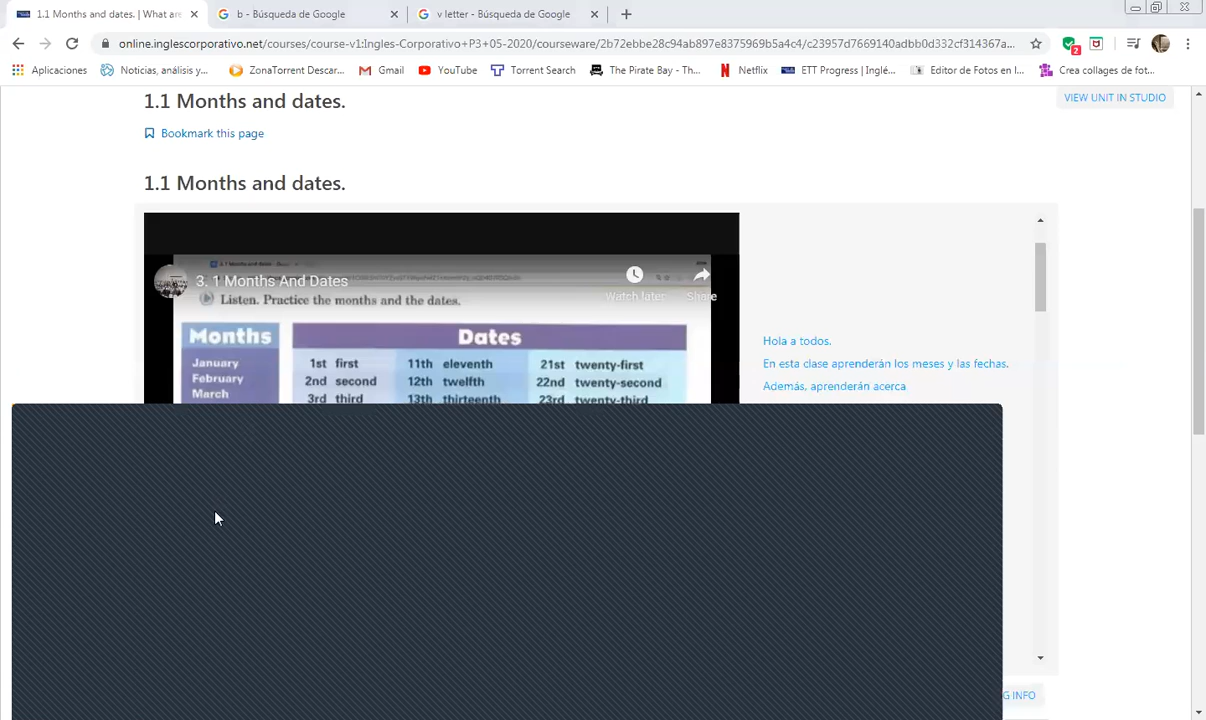 1.1 Months and dates. | What are
b - Búsqueda de Google
v letter - Búsqueda de Google
online.inglescorporativo.net/courses/course-v1:Ingles-Corporativo+P3+05-2020/courseware/2b72ebbe28c94ab897e8375969b5a4c4/c23957d7669140adbb0d332cf314367a...
2
Aplicaciones
Noticias, análisis y...
ZonaTorrent Descar...
Gmail
YouTube
Torrent Search
The Pirate Bay - Th...
Netflix
ETT Progress | Inglé...
Editor de Fotos en l...
Crea collages de fot...
1.1 Months and dates.
VIEW UNIT IN STUDIO
Bookmark this page
1.1 Months and dates.
3. 1 Months And Dates
Watch later
Share
Listen. Practice the months and the dates.
Months
Dates
January
1st first
11th eleventh
21st twenty-first
February
2nd second
12th twelfth
22nd twenty-second
March
3rd third
13th thirteenth
23rd twenty-third
Hola a todos.
En esta clase aprenderán los meses y las fechas.
Además, aprenderán acerca
G INFO